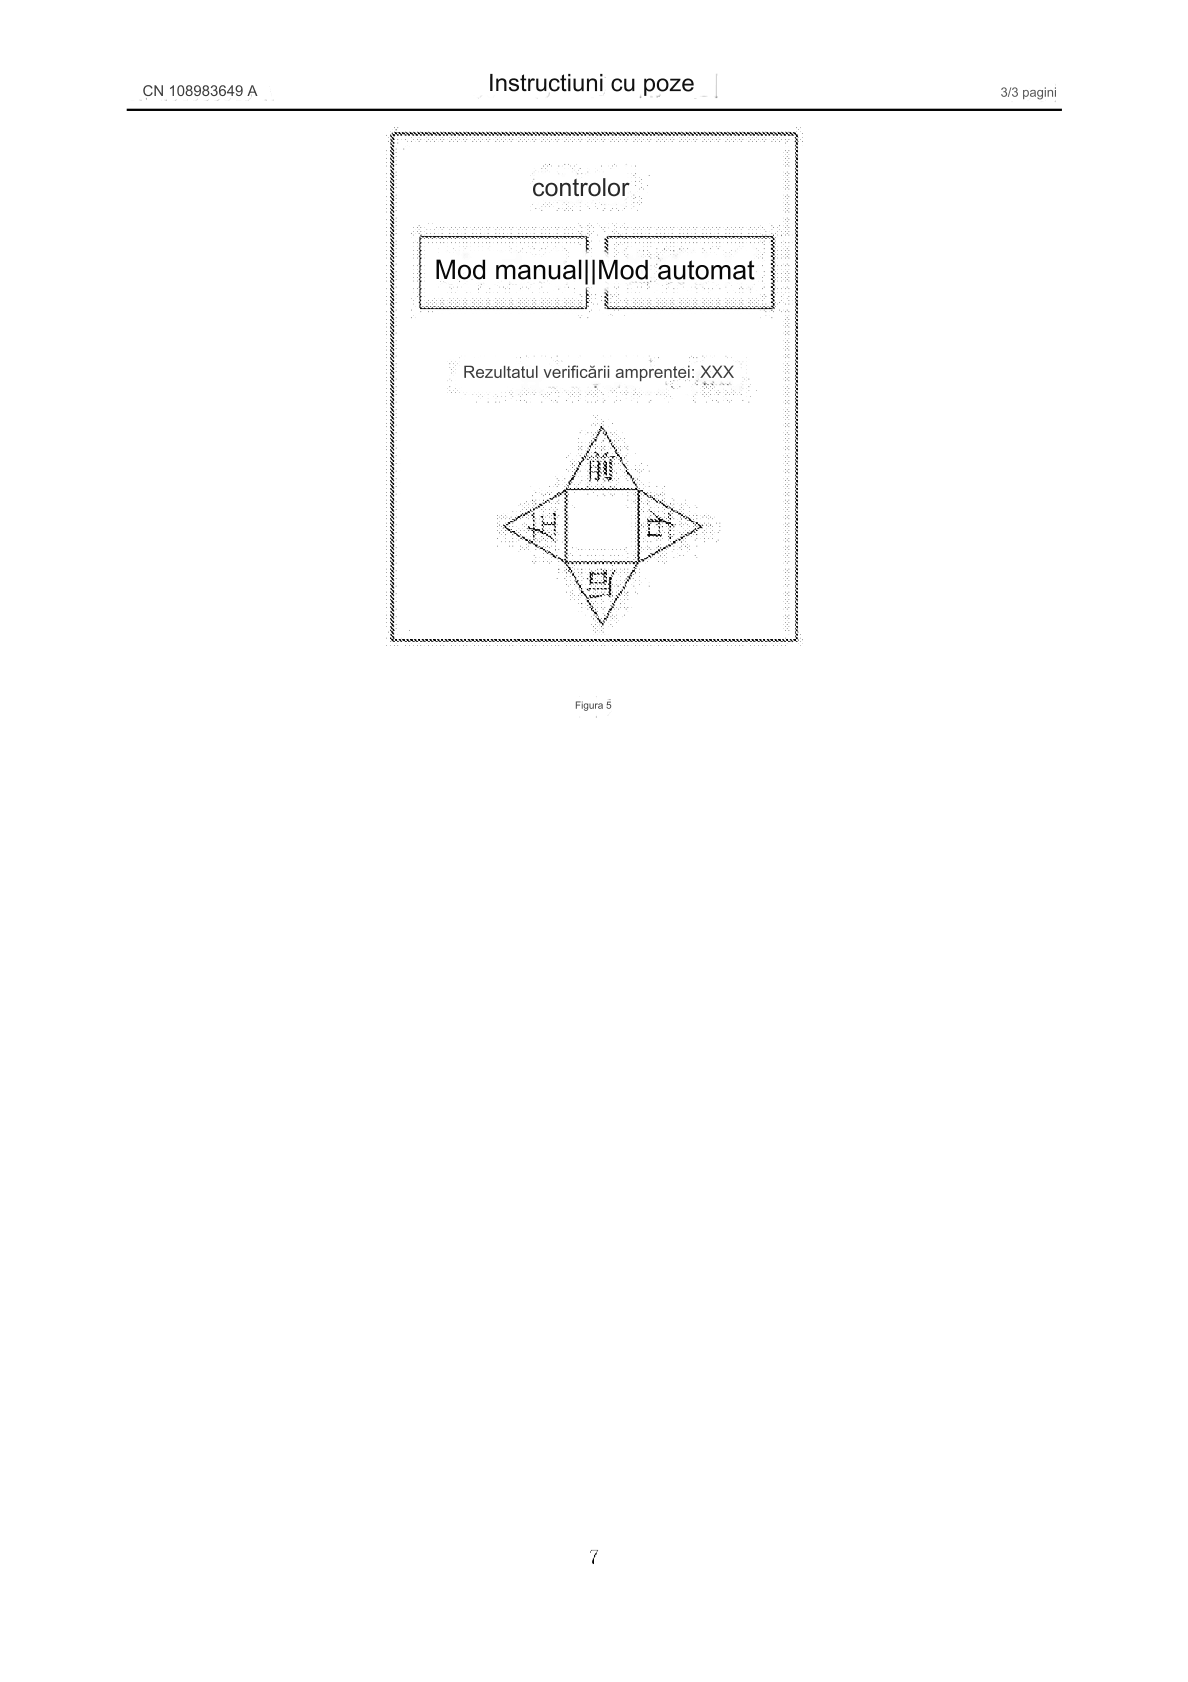 CN 108983649 A
Instructiuni cu poze
3/3 pagini
controlor
Mod manual||Mod automat
Rezultatul verificării amprentei: XXX
前
左
右
后
Figura 5
7